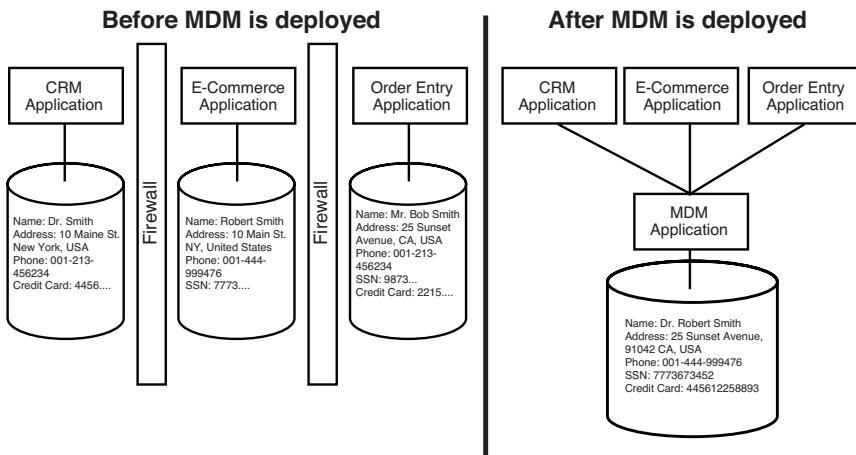 Before MDM is deployed
CRM
Application
Firewall
E-Commerce
Application
Firewall
Order Entry
Application
Name: Dr. Smith
Address: 10 Maine St.
New York, USA
Phone: 001-213-
456234
Credit Card: 4456....
Name: Robert Smith
Address: 10 Main St.
NY, United States
Phone: 001-444-
999476
SSN: 7773....
Name: Mr. Bob Smith
Address: 25 Sunset
Avenue, CA, USA
Phone: 001-213-
456234
SSN: 9873...
Credit Card: 2215....
After MDM is deployed
CRM
Application
E-Commerce
Application
Order Entry
Application
MDM
Application
Name: Dr. Robert Smith
Address: 25 Sunset Avenue,
91042 CA, USA
Phone: 001-444-999476
SSN: 7773673452
Credit Card: 445612258893